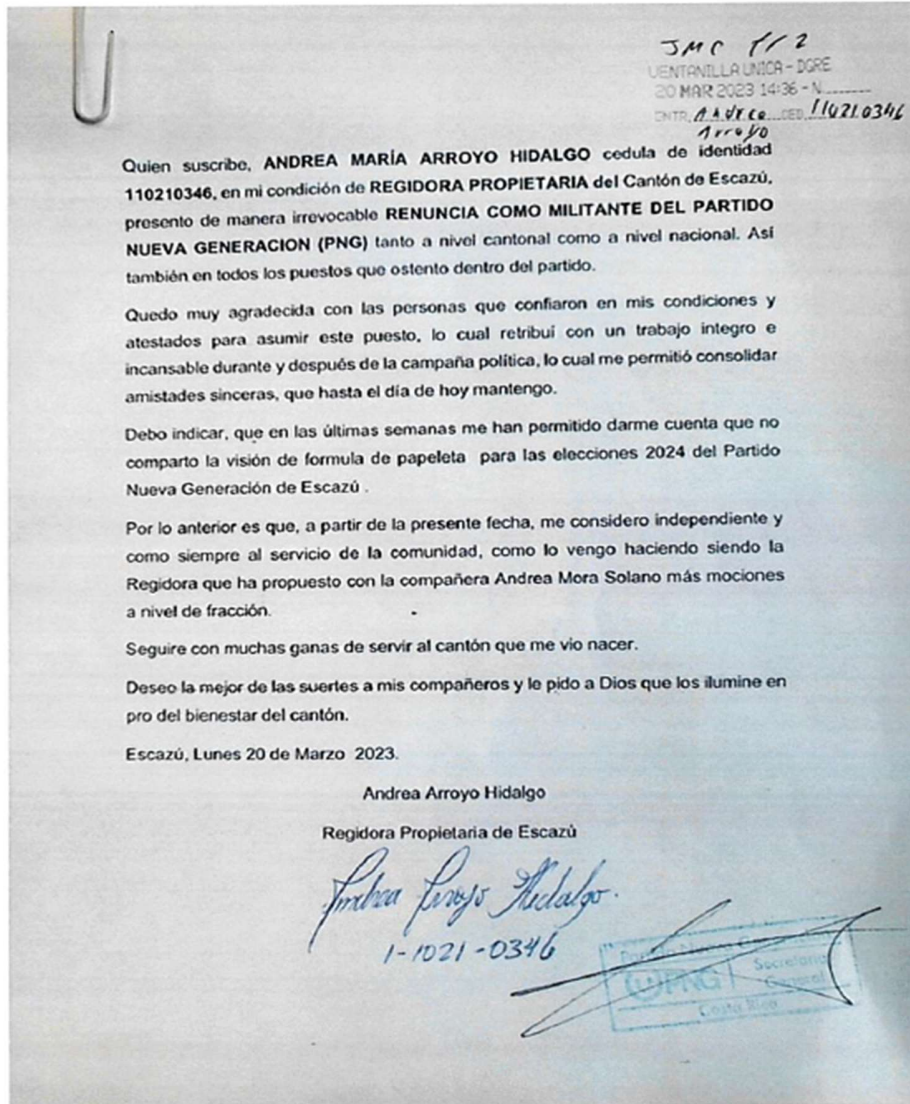 JMC 1/2
VENTANILLA UNICA - DGRE
20 MAR 2023 14:36 - N
ENTR. Andrea CED. 110210346
Arroyo
Quien suscribe, ANDREA MARÍA ARROYO HIDALGO cedula de identidad
110210346, en mi condición de REGIDORA PROPIETARIA del Cantón de Escazú,
presento de manera irrevocable RENUNCIA COMO MILITANTE DEL PARTIDO
NUEVA GENERACION (PNG) tanto a nivel cantonal como a nivel nacional. Así
también en todos los puestos que ostento dentro del partido.
Quedo muy agradecida con las personas que confiaron en mis condiciones y
atestados para asumir este puesto, lo cual retribuí con un trabajo integro e
incansable durante y después de la campaña política, lo cual me permitió consolidar
amistades sinceras, que hasta el día de hoy mantengo.
Debo indicar, que en las últimas semanas me han permitido darme cuenta que no
comparto la visión de formula de papeleta para las elecciones 2024 del Partido
Nueva Generación de Escazú .
Por lo anterior es que, a partir de la presente fecha, me considero independiente y
como siempre al servicio de la comunidad, como lo vengo haciendo siendo la
Regidora que ha propuesto con la compañera Andrea Mora Solano más mociones
a nivel de fracción.
Seguire con muchas ganas de servir al cantón que me vio nacer.
Deseo la mejor de las suertes a mis compañeros y le pido a Dios que los ilumine en
pro del bienestar del cantón.
Escazú, Lunes 20 de Marzo 2023.
Andrea Arroyo Hidalgo
Regidora Propietaria de Escazú
Andrea Arroyo Hidalgo.
1-1021-0346
Partido Nueva Generación
PNG Secretaría
General
Costa Rica